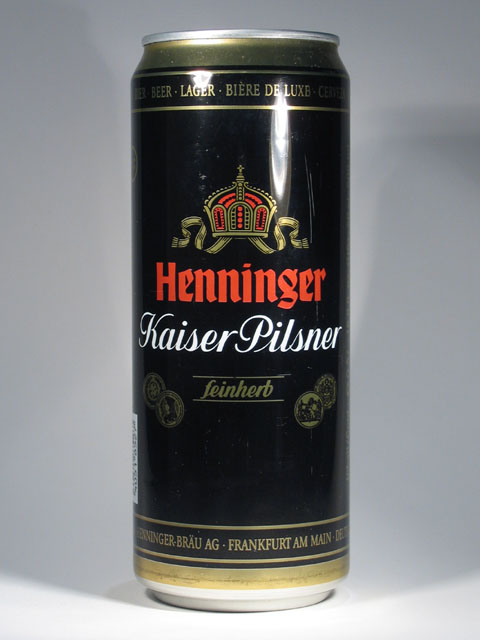 BEER · LAGER · BIÈRE DE LUXE ·
Henninger
Kaiser Pilsner
feinherb
HENNINGER-BRÄU AG · FRANKFURT AM MAIN ·